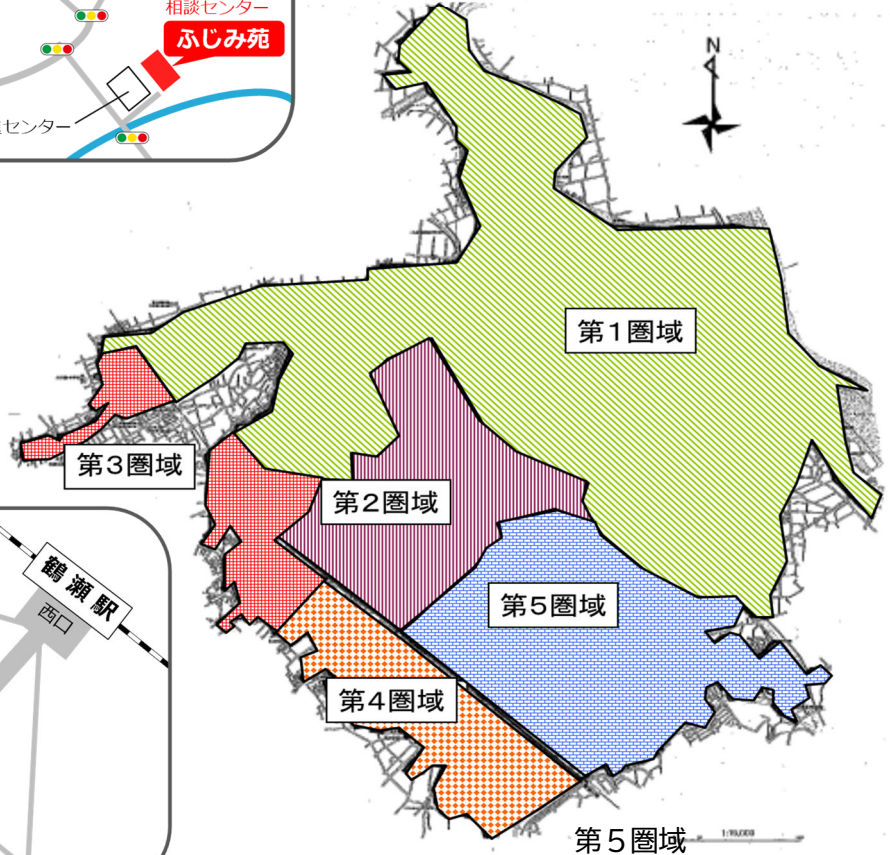 相談センター
ふじみ苑
センター
N
第1圏域
第3圏域
第2圏域
鶴瀬駅
西口
第5圏域
第4圏域
第5圏域